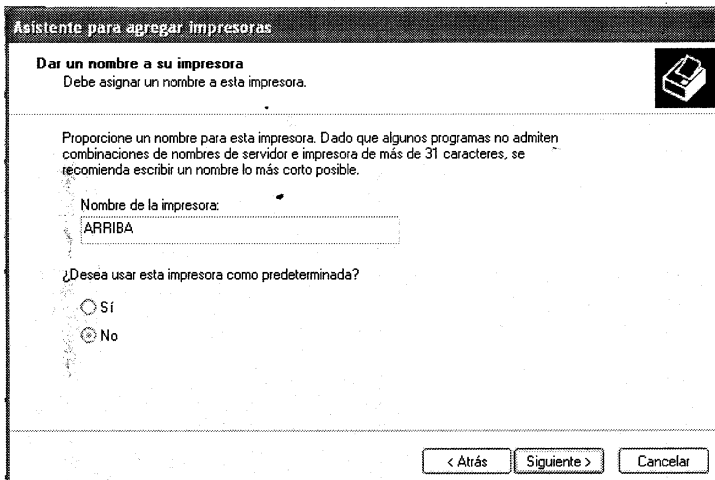 Asistente para agregar impresoras
Dar un nombre a su impresora
Debe asignar un nombre a esta impresora.
Proporcione un nombre para esta impresora. Dado que algunos programas no admiten
combinaciones de nombres de servidor e impresora de más de 31 caracteres, se
recomienda escribir un nombre lo más corto posible.
Nombre de la impresora:
ARRIBA
¿Desea usar esta impresora como predeterminada?
Sí
No
< Atrás
Siguiente >
Cancelar